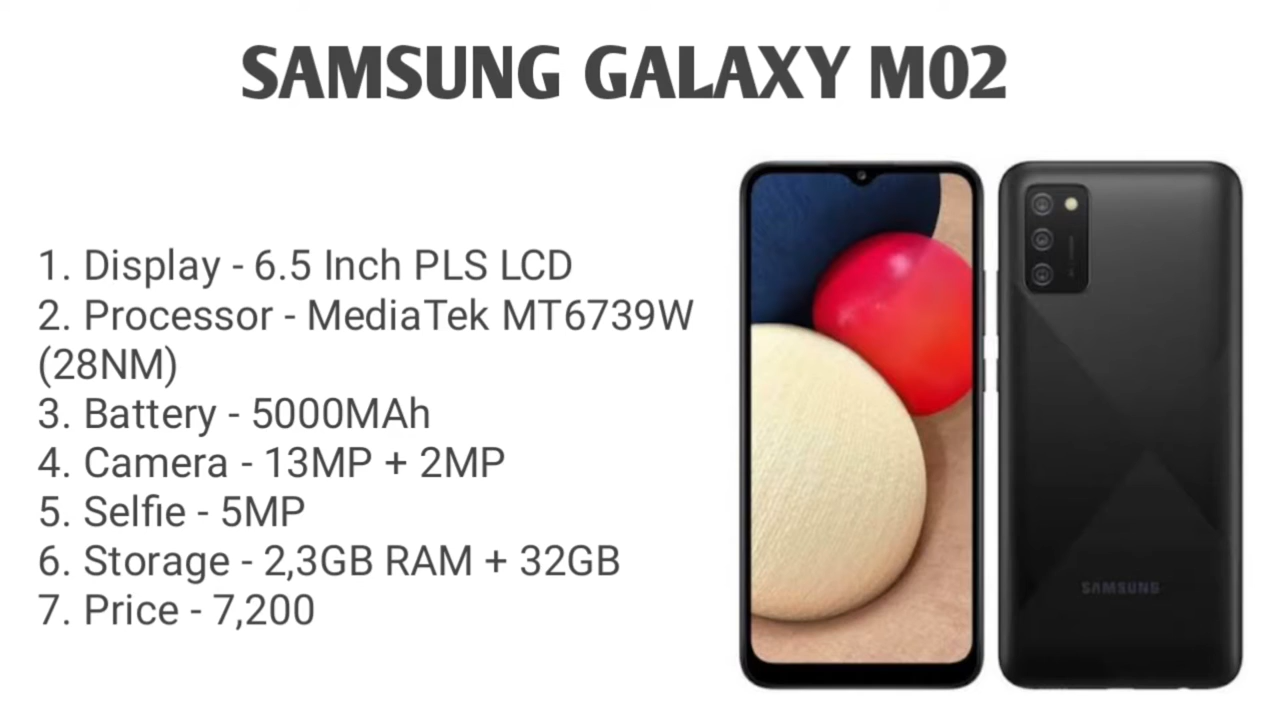 SAMSUNG GALAXY M02
1. Display - 6.5 Inch PLS LCD
2. Processor - MediaTek MT6739W
(28NM)
3. Battery - 5000MAh
4. Camera - 13MP + 2MP
5. Selfie - 5MP
6. Storage - 2,3GB RAM + 32GB
7. Price - 7,200
SAMSUNG